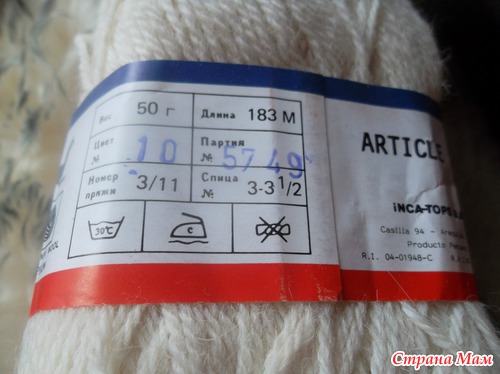 Вес 50 г Длина 183 М
Цвет № 10 Партия № 5749
Номер пряжи 3/11 Спица № 3-3 1/2
30°C
c
ARTICLE
INCA-TOPS
Casilla 94 -
Producto
R.I. 04-01948-C
Страна Мам